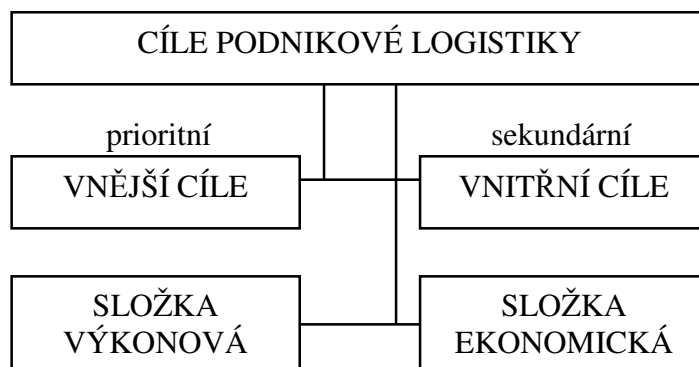 CÍLE PODNIKOVÉ LOGISTIKY
prioritní
sekundární
VNĚJŠÍ CÍLE
VNITŘNÍ CÍLE
SLOŽKA
VÝKONOVÁ
SLOŽKA
EKONOMICKÁ